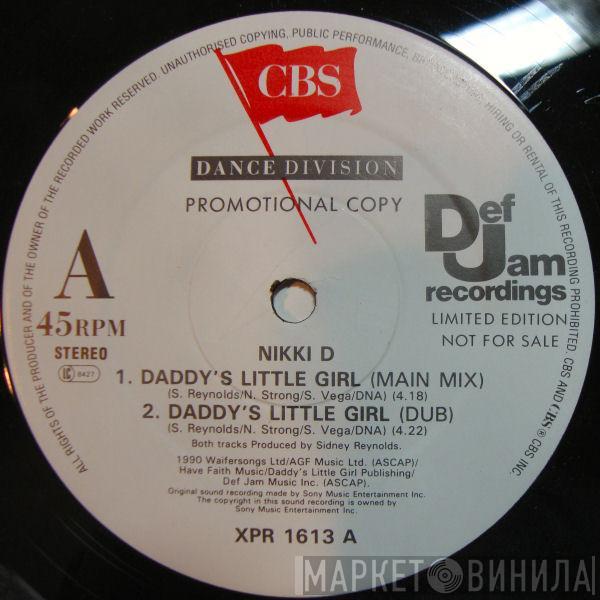 ALL RIGHTS OF THE PRODUCER AND OF THE OWNER OF THE RECORDED WORK RESERVED. UNAUTHORISED COPYING, PUBLIC PERFORMANCE, HIRING OR RENTAL OF THIS RECORDING PROHIBITED. CBS AND CBS ® CBS INC.
CBS
DANCE DIVISION
PROMOTIONAL COPY
Def Jam
recordings
A
45 RPM
STEREO
LC 8427
LIMITED EDITION
NOT FOR SALE
NIKKI D
1. DADDY'S LITTLE GIRL (MAIN MIX)
(S. Reynolds/N. Strong/S. Vega/DNA) (4.18)
2. DADDY'S LITTLE GIRL (DUB)
(S. Reynolds/N. Strong/S. Vega/DNA) (4.22)
Both tracks Produced by Sidney Reynolds.
1990 Waifersongs Ltd/AGF Music Ltd. (ASCAP)/
Have Faith Music/Daddy's Little Girl Publishing/
Def Jam Music Inc. (ASCAP).
Original sound recording made by Sony Music Entertainment Inc.
The copyright in this sound recording is owned by
Sony Music Entertainment Inc.
XPR 1613 A
МАРКЕТ ВИНИЛА